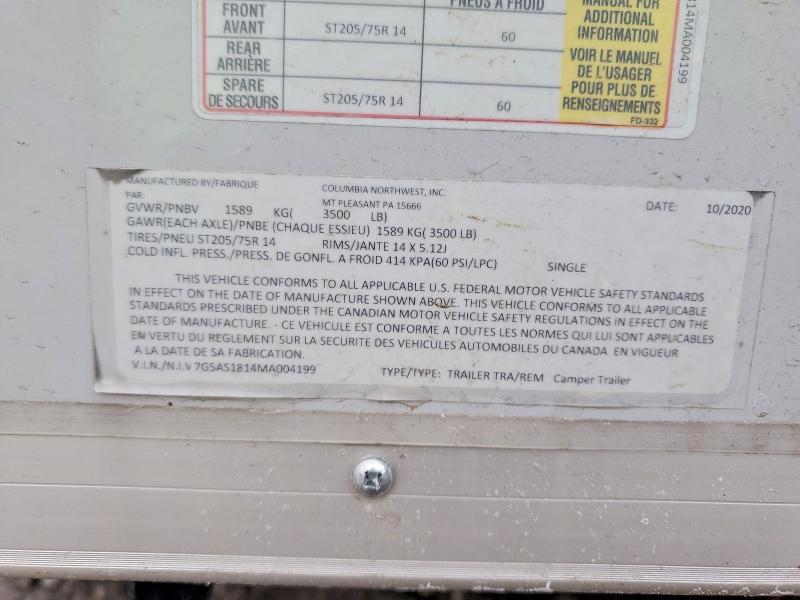 PNEUS A FROID
MANUAL FOR
ADDITIONAL
INFORMATION
FRONT
AVANT ST205/75R 14 60
REAR
ARRIÈRE
SPARE
DE SECOURS ST205/75R 14 60
VOIR LE MANUEL
DE L'USAGER
POUR PLUS DE
RENSEIGNEMENTS
FD-332
14MA004199
MANUFACTURED BY/FABRIQUE COLUMBIA NORTHWEST, INC.
PAR: MT PLEASANT PA 15666 DATE: 10/2020
GVWR/PNBV 1589 KG( 3500 LB)
GAWR(EACH AXLE)/PNBE (CHAQUE ESSIEU) 1589 KG( 3500 LB)
TIRES/PNEU ST205/75R 14 RIMS/JANTE 14 X 5.12J
COLD INFL. PRESS./PRESS. DE GONFL. A FROID 414 KPA(60 PSI/LPC) SINGLE
THIS VEHICLE CONFORMS TO ALL APPLICABLE U.S. FEDERAL MOTOR VEHICLE SAFETY STANDARDS
IN EFFECT ON THE DATE OF MANUFACTURE SHOWN ABOVE. THIS VEHICLE CONFORMS TO ALL APPLICABLE
STANDARDS PRESCRIBED UNDER THE CANADIAN MOTOR VEHICLE SAFETY REGULATIONS IN EFFECT ON THE
DATE OF MANUFACTURE. - CE VEHICULE EST CONFORME A TOUTES LES NORMES QUI LUI SONT APPLICABLES
EN VERTU DU REGLEMENT SUR LA SECURITE DES VEHICULES AUTOMOBILES DU CANADA EN VIGUEUR
A LA DATE DE SA FABRICATION.
V.I.N./N.I.V 7G5AS1814MA004199 TYPE/TYPE: TRAILER TRA/REM Camper Trailer